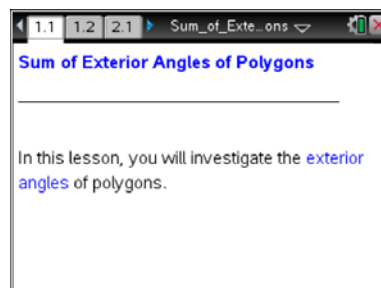 1.1 1.2 2.1 Sum_of_Exte...ons
Sum of Exterior Angles of Polygons
In this lesson, you will investigate the exterior
angles of polygons.